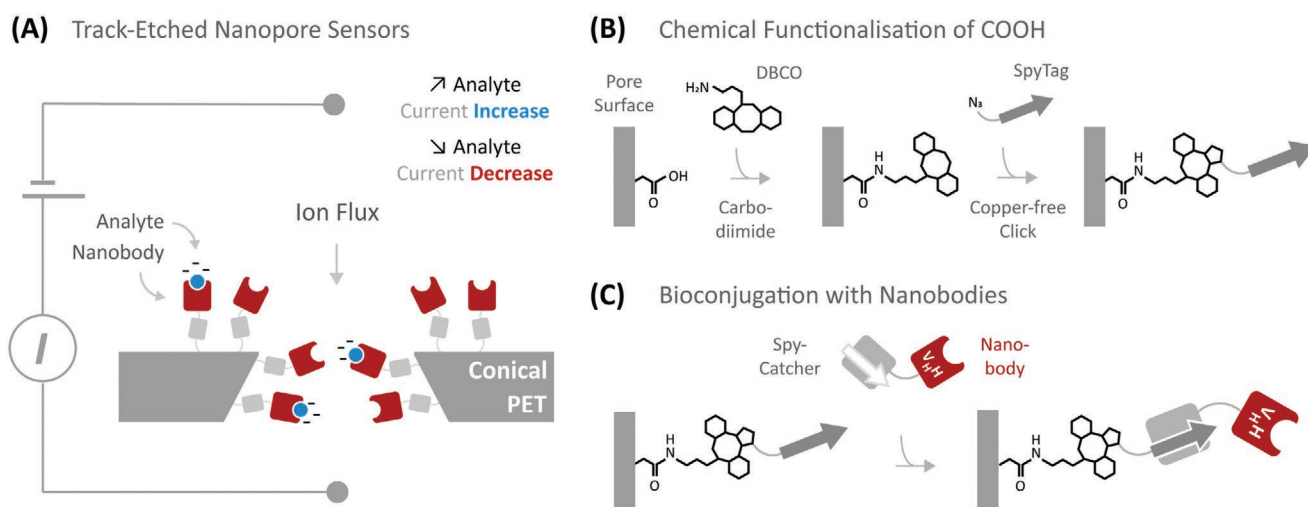 (A) Track-Etched Nanopore Sensors
↗ Analyte
Current Increase
↘ Analyte
Current Decrease
Ion Flux
Analyte
Nanobody
I
Conical
PET
(B) Chemical Functionalisation of COOH
Pore
Surface
DBCO
H₂N
OH
O
Carbo-
diimide
H
N
O
SpyTag
N₃
Copper-free
Click
H
N
O
(C) Bioconjugation with Nanobodies
Spy-
Catcher
VHH
Nano-
body
H
N
O
H
N
O
VHH